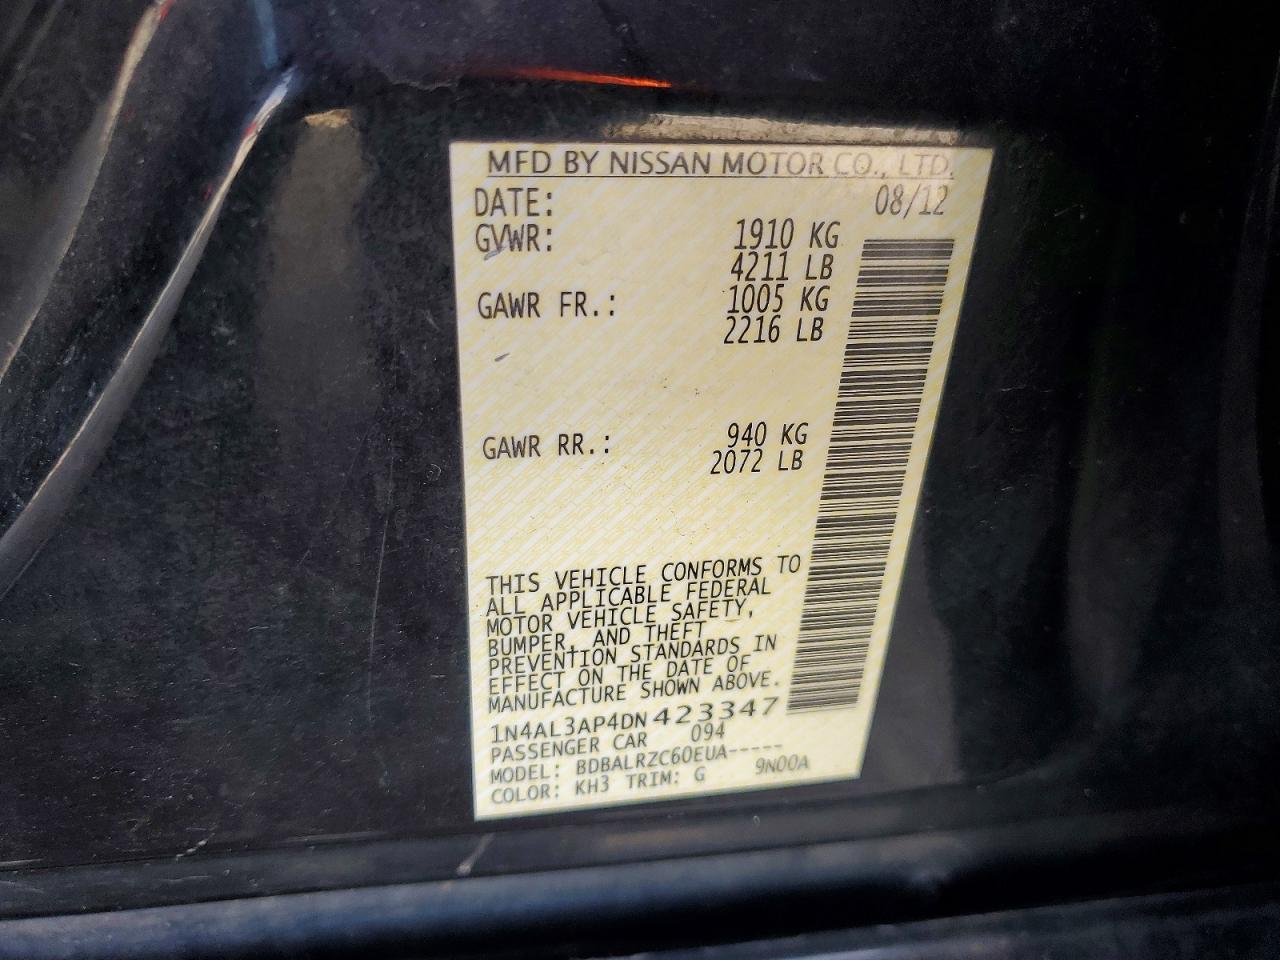 MFD BY NISSAN MOTOR CO., LTD.
DATE: 08/12
GVWR: 1910 KG
4211 LB
GAWR FR.: 1005 KG
2216 LB
GAWR RR.: 940 KG
2072 LB
THIS VEHICLE CONFORMS TO
ALL APPLICABLE FEDERAL
MOTOR VEHICLE SAFETY,
BUMPER, AND THEFT
PREVENTION STANDARDS IN
EFFECT ON THE DATE OF
MANUFACTURE SHOWN ABOVE.
1N4AL3AP4DN423347
PASSENGER CAR 094
MODEL: BDBALRZC60EUA-----
COLOR: KH3 TRIM: G 9N00A